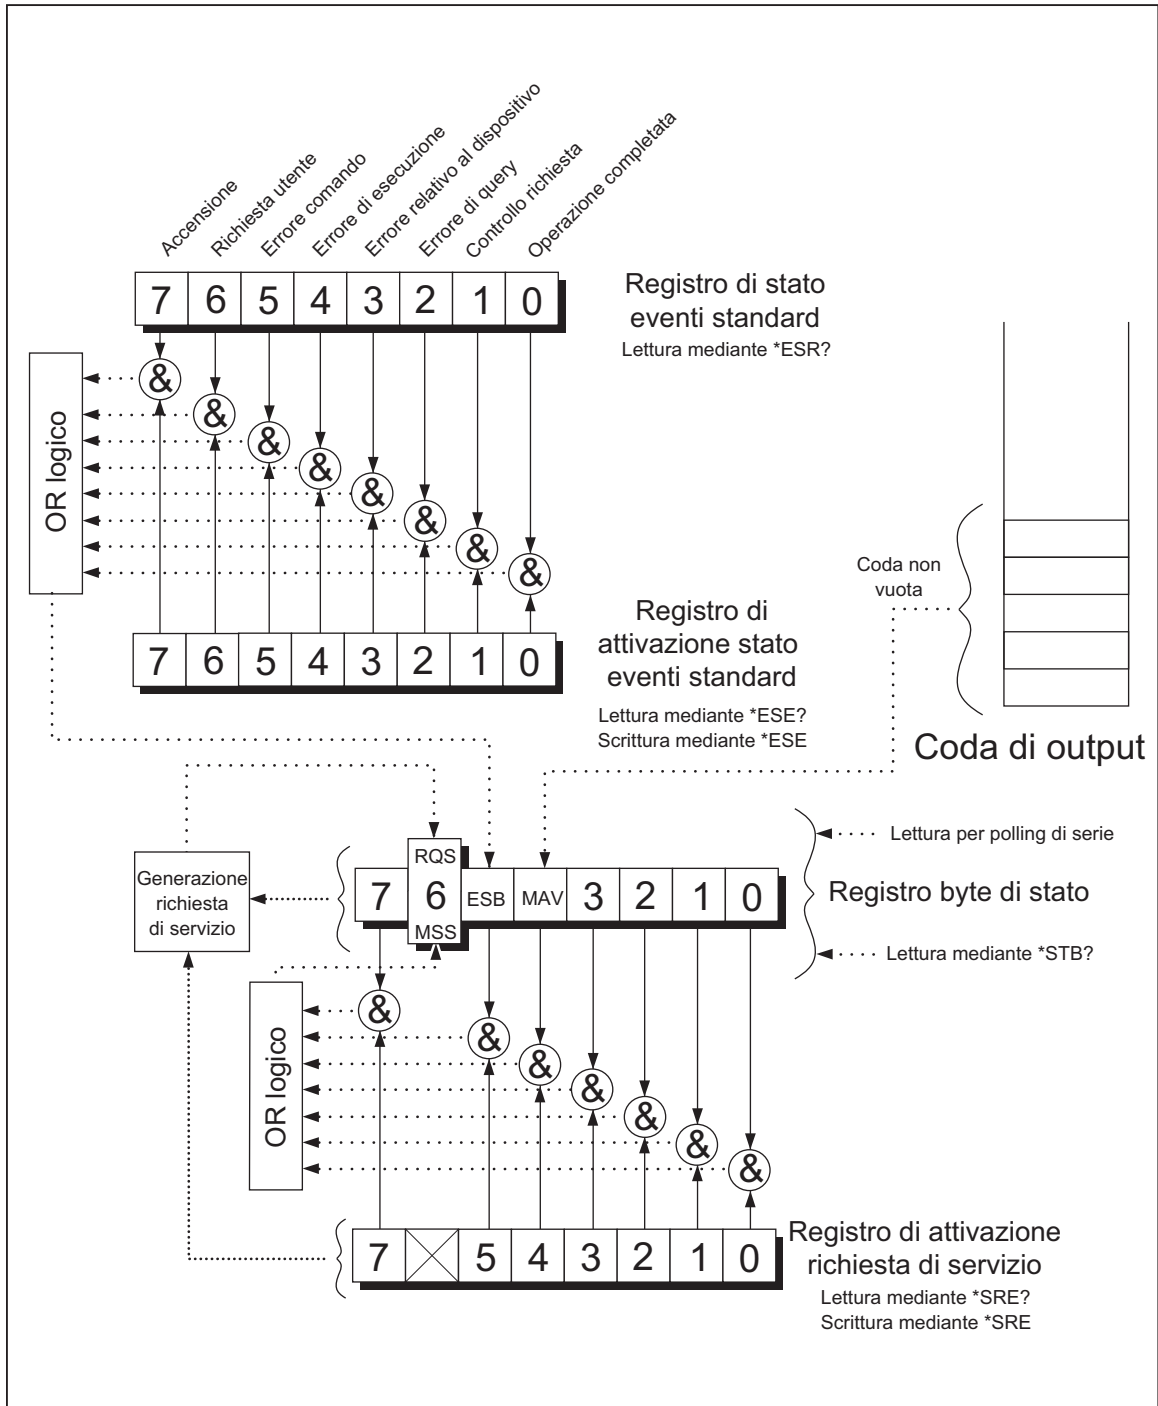 Accensione
Richiesta utente
Errore comando
Errore di esecuzione
Errore relativo al dispositivo
Errore di query
Controllo richiesta
Operazione completata
7 6 5 4 3 2 1 0
Registro di stato
eventi standard
Lettura mediante *ESR?
&
&
&
&
&
&
&
&
OR logico
Coda non
vuota
Registro di
attivazione stato
eventi standard
7 6 5 4 3 2 1 0
Lettura mediante *ESE?
Scrittura mediante *ESE
Coda di output
Lettura per polling di serie
RQS
7 6 ESB MAV 3 2 1 0
MSS
Generazione
richiesta
di servizio
Registro byte di stato
Lettura mediante *STB?
&
&
&
&
&
&
&
OR logico
7 5 4 3 2 1 0
Registro di attivazione
richiesta di servizio
Lettura mediante *SRE?
Scrittura mediante *SRE